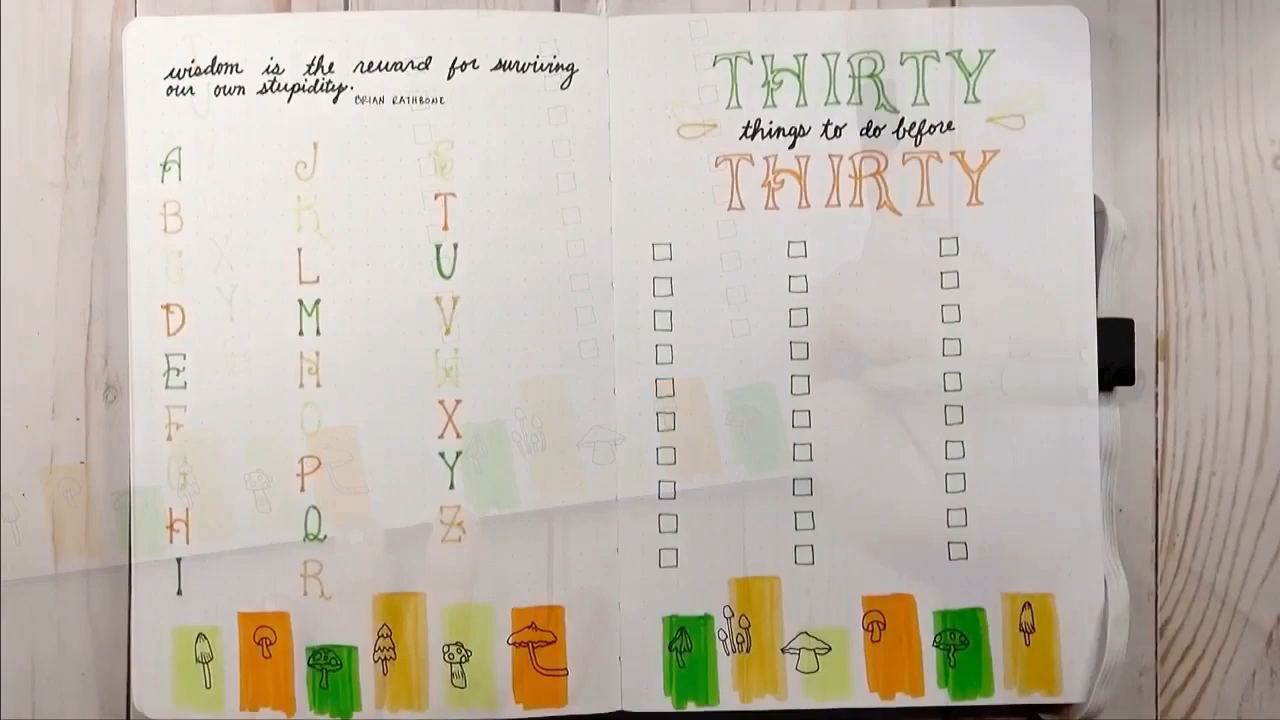 wisdom is the reward for surviving
our own stupidity.
BRIAN RATHBONE
A J S
B K T
C L U
D M V
E N W
F O X
G P Y
H Q Z
I R
THIRTY
things to do before
THIRTY